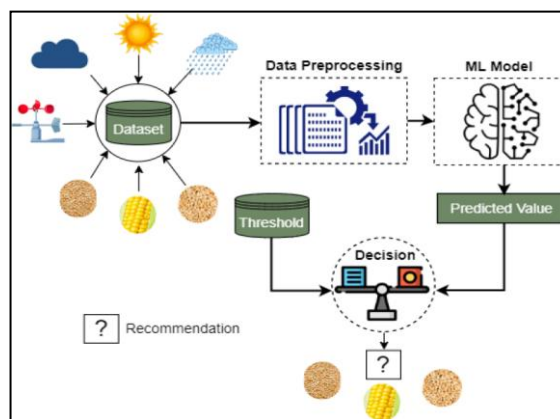 Data Preprocessing
ML Model
Dataset
Threshold
Predicted Value
Decision
? Recommendation
?